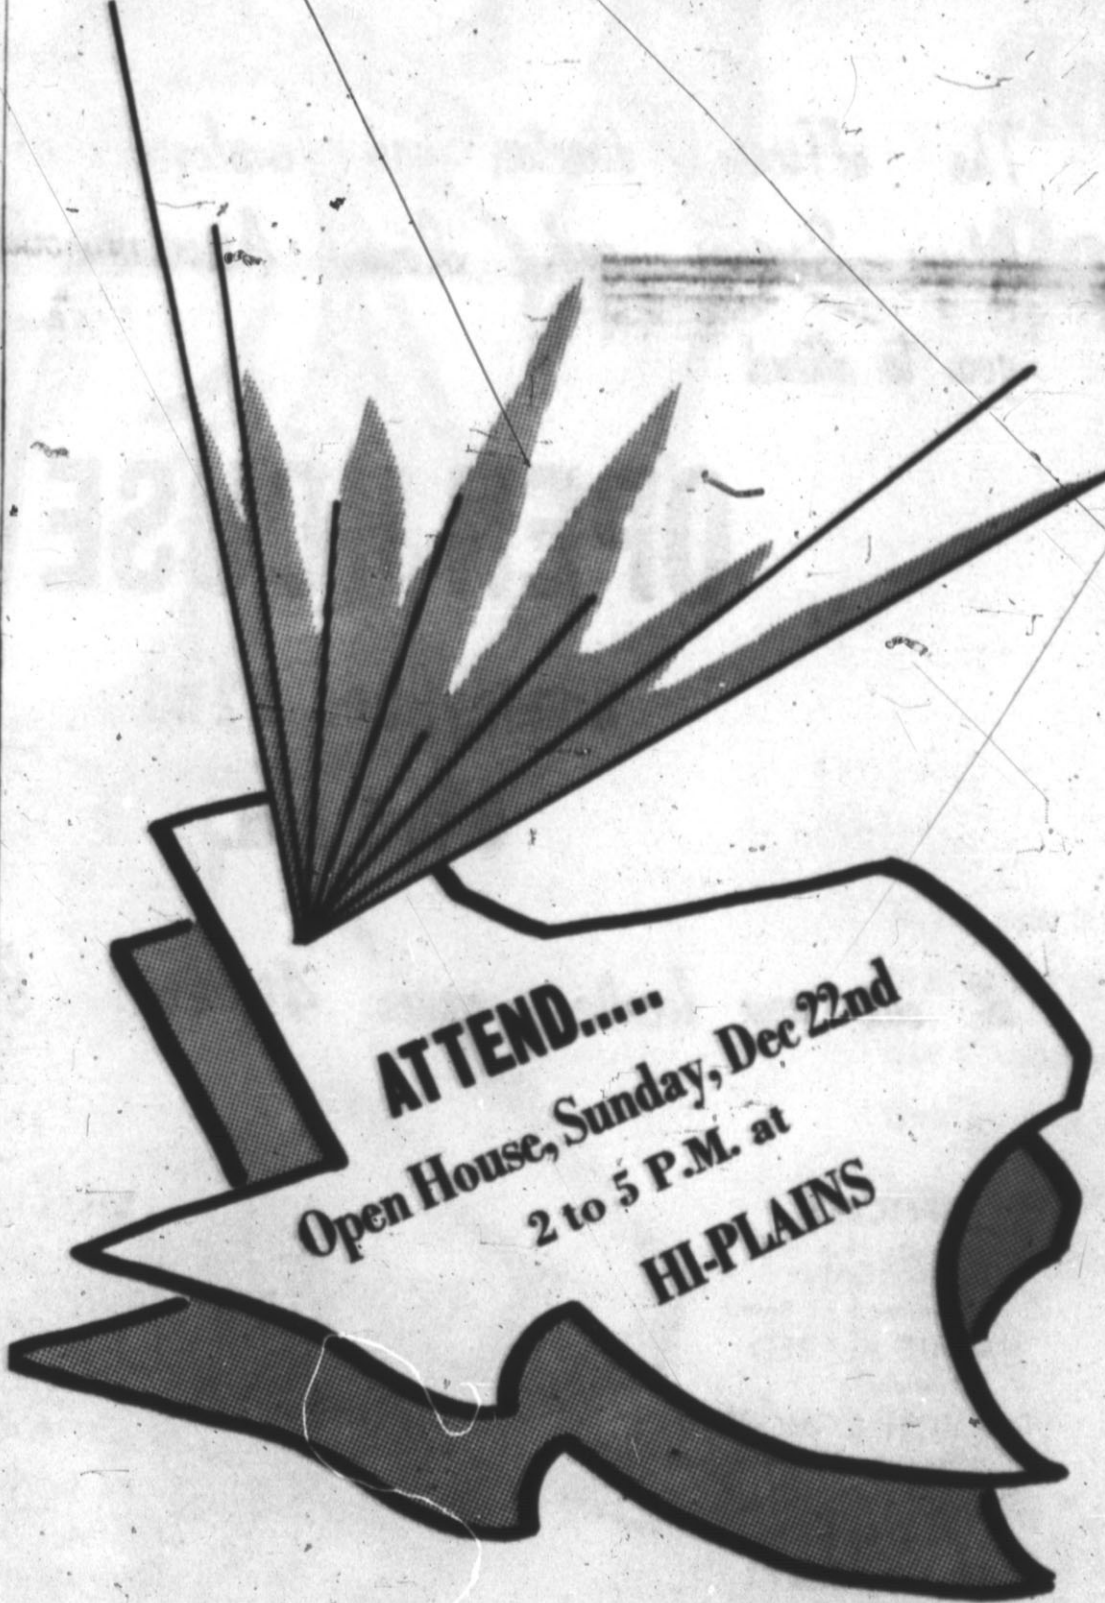 ATTEND.....
Open House, Sunday, Dec 22nd
2 to 5 P.M. at
HI-PLAINS